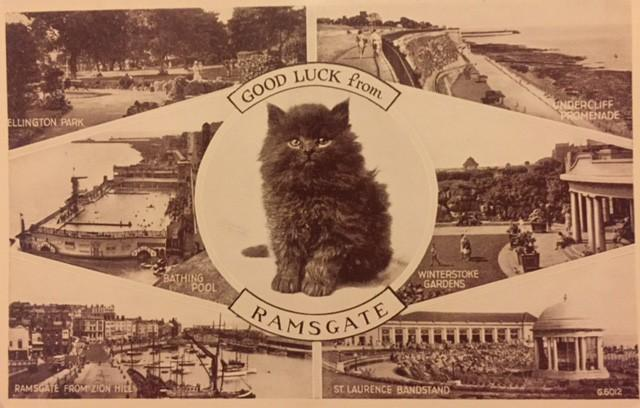 GOOD LUCK from
RAMSGATE
ELLINGTON PARK
UNDERCLIFF
PROMENADE
BATHING
POOL
WINTERSTOKE
GARDENS
RAMSGATE FROM ZION HILL
ST. LAURENCE BANDSTAND
G.6012